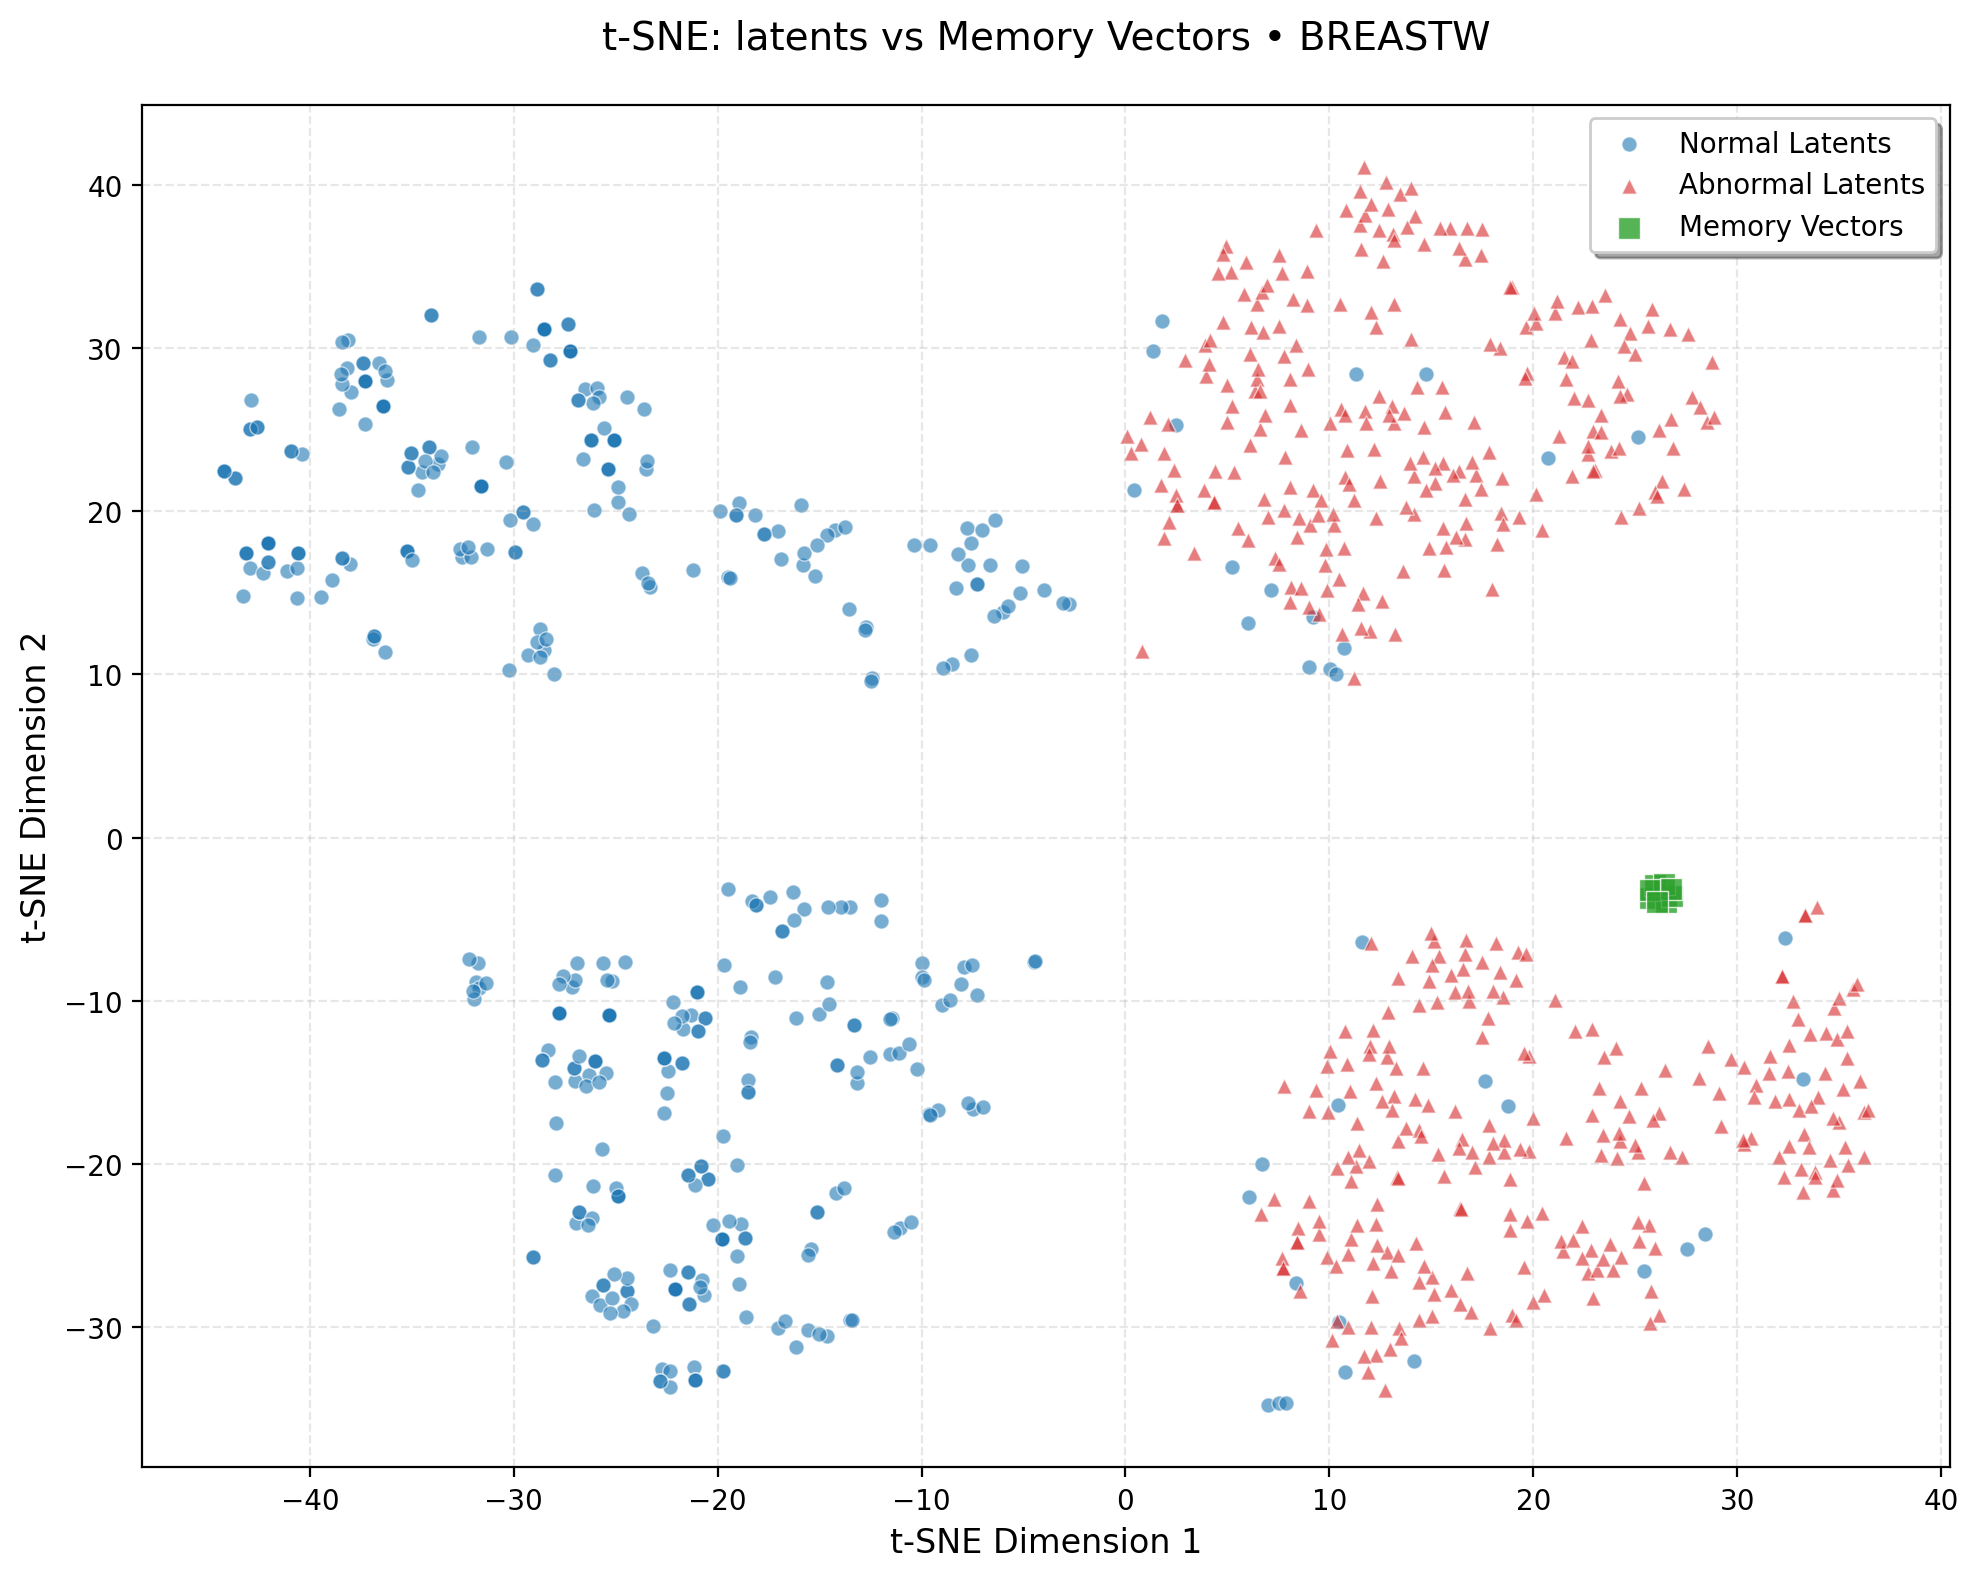 t-SNE: latents vs Memory Vectors • BREASTW
Normal Latents
Abnormal Latents
Memory Vectors
t-SNE Dimension 2
40
30
20
10
0
−10
−20
−30
−40
−30
−20
−10
0
10
20
30
40
t-SNE Dimension 1